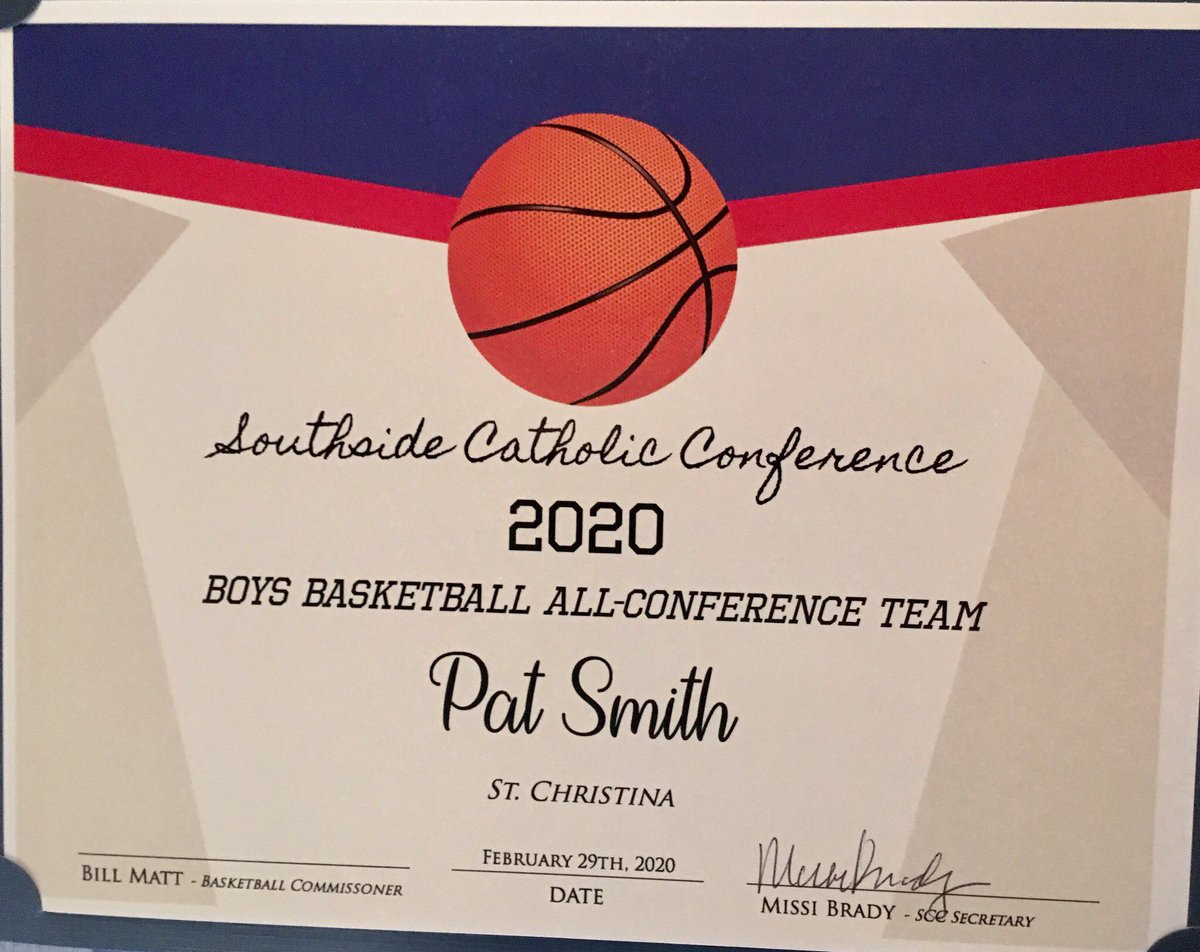 Southside Catholic Conference
2020
BOYS BASKETBALL ALL-CONFERENCE TEAM
Pat Smith
ST. CHRISTINA
FEBRUARY 29TH, 2020
Missi Brady
BILL MATT - BASKETBALL COMMISSONER
DATE
MISSI BRADY - SCC SECRETARY